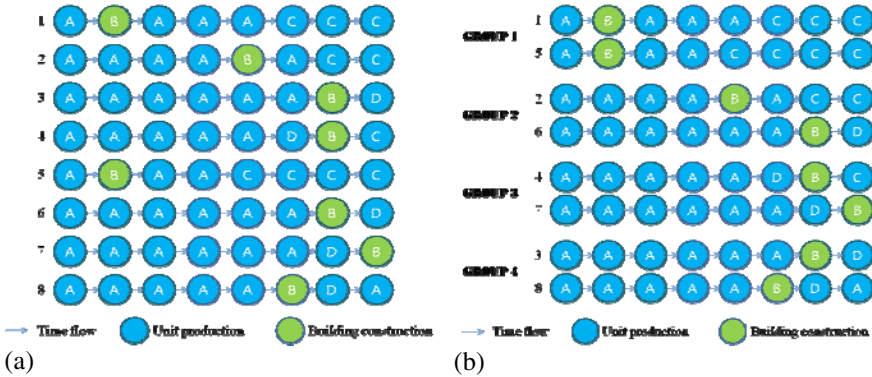 1 A B A A A C C C
2 A A A A B A C C
3 A A A A A A B D
4 A A A A A D B C
5 A B A A C C C C
6 A A A A A A B D
7 A A A A A A D B
8 A A A A A B D A
Time flow Unit production Building construction
(a)
GROUP 1
1 A B A A A C C C
5 A B A A C C C C
GROUP 2
2 A A A A B A C C
6 A A A A A A B D
GROUP 3
4 A A A A A D B C
7 A A A A A A D B
GROUP 4
3 A A A A A A B D
8 A A A A A B D A
Time flow Unit production Building construction
(b)